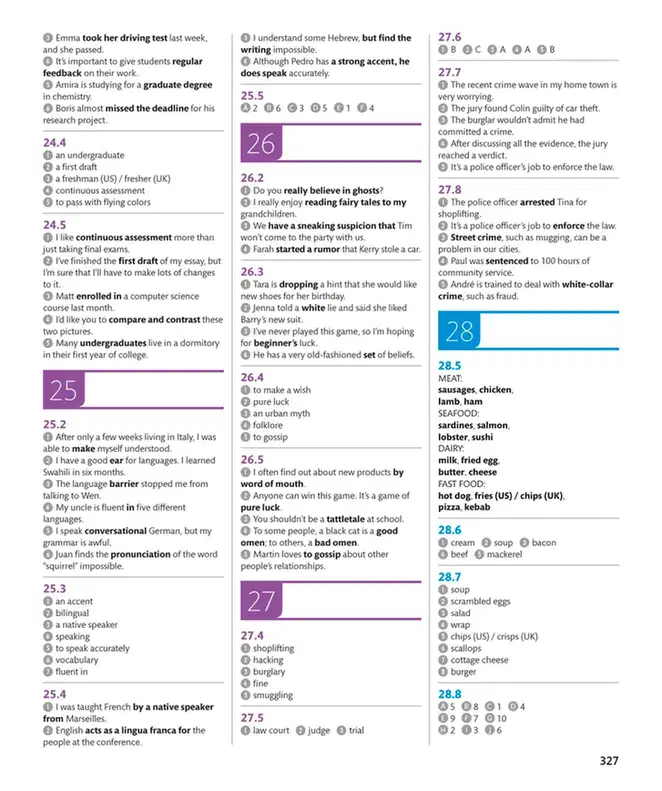 ③ Emma took her driving test last week,
and she passed.
④ It's important to give students regular
feedback on their work.
⑤ Amira is studying for a graduate degree
in chemistry.
⑥ Boris almost missed the deadline for his
research project.
24.4
① an undergraduate
② a first draft
③ a freshman (US) / fresher (UK)
④ continuous assessment
⑤ to pass with flying colors
24.5
① I like continuous assessment more than
just taking final exams.
② I've finished the first draft of my essay, but
I'm sure that I'll have to make lots of changes
to it.
③ Matt enrolled in a computer science
course last month.
④ I'd like you to compare and contrast these
two pictures.
⑤ Many undergraduates live in a dormitory
in their first year of college.
25
25.2
① After only a few weeks living in Italy, I was
able to make myself understood.
② I have a good ear for languages. I learned
Swahili in six months.
③ The language barrier stopped me from
talking to Wen.
④ My uncle is fluent in five different
languages.
⑤ I speak conversational German, but my
grammar is awful.
⑥ Juan finds the pronunciation of the word
"squirrel" impossible.
25.3
① an accent
② bilingual
③ a native speaker
④ speaking
⑤ to speak accurately
⑥ vocabulary
⑦ fluent in
25.4
① I was taught French by a native speaker
from Marseilles.
② English acts as a lingua franca for the
people at the conference.
③ I understand some Hebrew, but find the
writing impossible.
④ Although Pedro has a strong accent, he
does speak accurately.
25.5
Ⓐ 2 Ⓑ 6 Ⓒ 3 Ⓓ 5 Ⓔ 1 Ⓕ 4
26
26.2
① Do you really believe in ghosts?
② I really enjoy reading fairy tales to my
grandchildren.
③ We have a sneaking suspicion that Tim
won't come to the party with us.
④ Farah started a rumor that Kerry stole a car.
26.3
① Tara is dropping a hint that she would like
new shoes for her birthday.
② Jenna told a white lie and said she liked
Barry's new suit.
③ I've never played this game, so I'm hoping
for beginner's luck.
④ He has a very old-fashioned set of beliefs.
26.4
① to make a wish
② pure luck
③ an urban myth
④ folklore
⑤ to gossip
26.5
① I often find out about new products by
word of mouth.
② Anyone can win this game. It's a game of
pure luck.
③ You shouldn't be a tattletale at school.
④ To some people, a black cat is a good
omen; to others, a bad omen.
⑤ Martin loves to gossip about other
people's relationships.
27
27.4
① shoplifting
② hacking
③ burglary
④ fine
⑤ smuggling
27.5
① law court ② judge ③ trial
27.6
① B ② C ③ A ④ A ⑤ B
27.7
① The recent crime wave in my home town is
very worrying.
② The jury found Colin guilty of car theft.
③ The burglar wouldn't admit he had
committed a crime.
④ After discussing all the evidence, the jury
reached a verdict.
⑤ It's a police officer's job to enforce the law.
27.8
① The police officer arrested Tina for
shoplifting.
② It's a police officer's job to enforce the law.
③ Street crime, such as mugging, can be a
problem in our cities.
④ Paul was sentenced to 100 hours of
community service.
⑤ André is trained to deal with white-collar
crime, such as fraud.
28
28.5
MEAT:
sausages, chicken,
lamb, ham
SEAFOOD:
sardines, salmon,
lobster, sushi
DAIRY:
milk, fried egg,
butter, cheese
FAST FOOD:
hot dog, fries (US) / chips (UK),
pizza, kebab
28.6
① cream ② soup ③ bacon
④ beef ⑤ mackerel
28.7
① soup
② scrambled eggs
③ salad
④ wrap
⑤ chips (US) / crisps (UK)
⑥ scallops
⑦ cottage cheese
⑧ burger
28.8
Ⓐ 5 Ⓑ 8 Ⓒ 1 Ⓓ 4
Ⓔ 9 Ⓕ 7 Ⓖ 10
Ⓗ 2 Ⓘ 3 Ⓙ 6
327